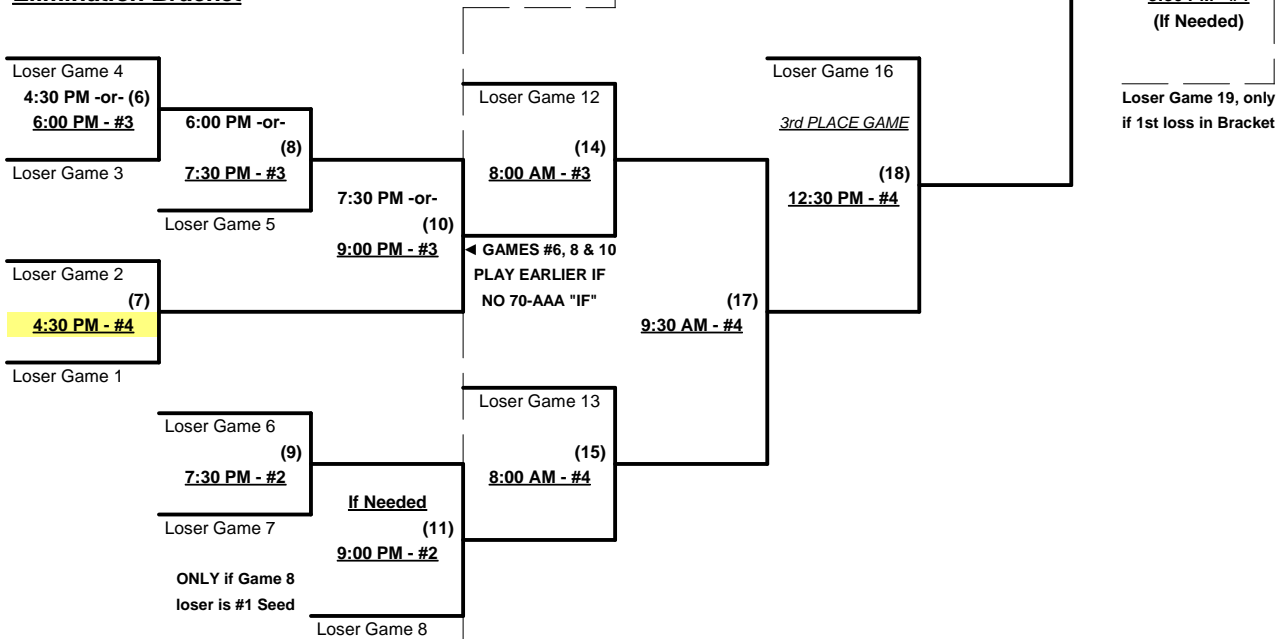 Elimination Bracket
(If Needed)
Loser Game 19, only
if 1st loss in Bracket
Loser Game 4
4:30 PM -or- (6)
6:00 PM - #3
Loser Game 3
6:00 PM -or-
(8)
7:30 PM - #3
Loser Game 5
7:30 PM -or-
(10)
9:00 PM - #3
Loser Game 2
(7)
4:30 PM - #4
Loser Game 1
Loser Game 12
(14)
8:00 AM - #3
◄ GAMES #6, 8 & 10
PLAY EARLIER IF
NO 70-AAA "IF"
Loser Game 16
3rd PLACE GAME
(18)
12:30 PM - #4
(17)
9:30 AM - #4
Loser Game 13
(15)
8:00 AM - #4
Loser Game 6
(9)
7:30 PM - #2
Loser Game 7
If Needed
(11)
9:00 PM - #2
ONLY if Game 8
loser is #1 Seed
Loser Game 8